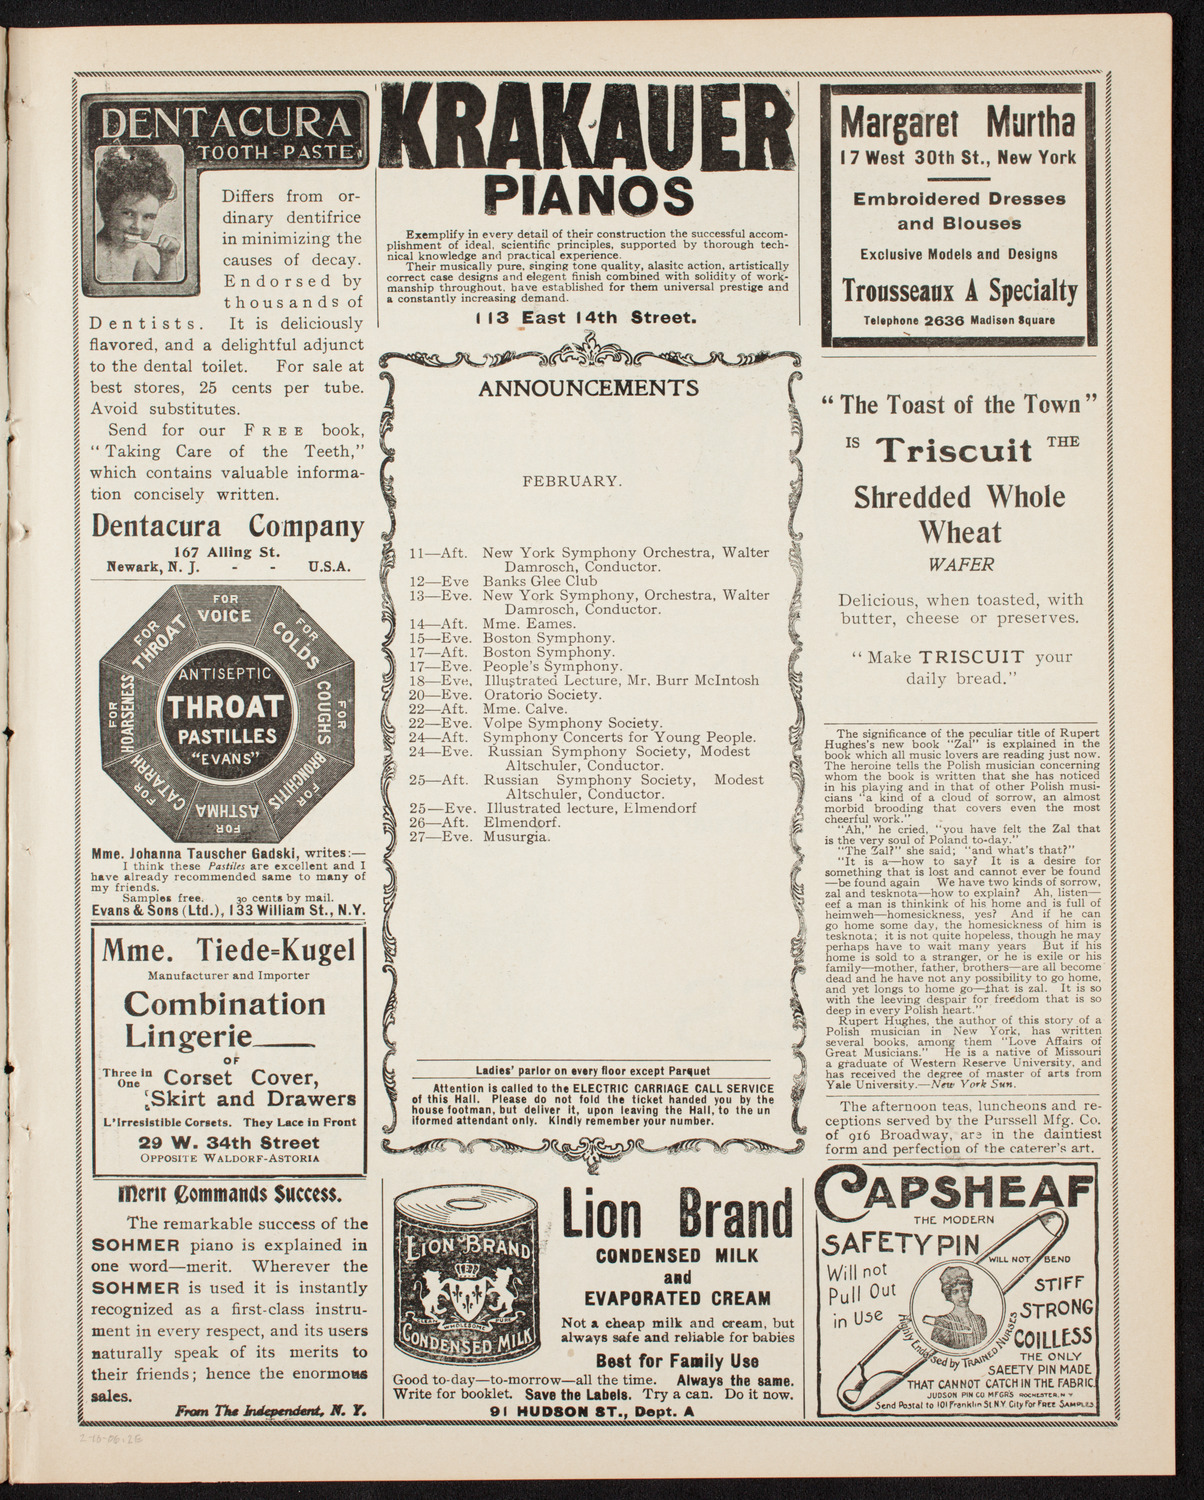 DENTACURA
TOOTH-PASTE
Differs from or-
dinary dentifrice
in minimizing the
causes of decay.
Endorsed by
thousands of
Dentists. It is deliciously
flavored, and a delightful adjunct
to the dental toilet. For sale at
best stores, 25 cents per tube.
Avoid substitutes.
Send for our FREE book,
"Taking Care of the Teeth,"
which contains valuable informa-
tion concisely written.
Dentacura Company
167 Alling St.
Newark, N. J. - - U.S.A.
FOR VOICE
FOR COLDS
FOR COUGHS
FOR BRONCHITIS
FOR ASTHMA
FOR CATARRH
FOR HOARSENESS
FOR THROAT
ANTISEPTIC
THROAT
PASTILLES
"EVANS"
Mme. Johanna Tauscher Gadski, writes:—
I think these Pastiles are excellent and I
have already recommended same to many of
my friends.
Samples free. 30 cents by mail.
Evans & Sons (Ltd.), 133 William St., N.Y.
Mme. Tiede=Kugel
Manufacturer and Importer
Combination
Lingerie
OF
Three in One Corset Cover,
Skirt and Drawers
L'Irresistible Corsets. They Lace in Front
29 W. 34th Street
OPPOSITE WALDORF-ASTORIA
Merit Commands Success.
The remarkable success of the
SOHMER piano is explained in
one word—merit. Wherever the
SOHMER is used it is instantly
recognized as a first-class instru-
ment in every respect, and its users
naturally speak of its merits to
their friends; hence the enormous
sales.
From The Independent, N. Y.
KRAKAUER
PIANOS
Exemplify in every detail of their construction the successful accom-
plishment of ideal, scientific principles, supported by thorough tech-
nical knowledge and practical experience.
Their musically pure, singing tone quality, alasitc action, artistically
correct case designs and elegent finish combined with solidity of work-
manship throughout, have established for them universal prestige and
a constantly increasing demand.
113 East 14th Street.
ANNOUNCEMENTS
FEBRUARY.
11—Aft. New York Symphony Orchestra, Walter
Damrosch, Conductor.
12—Eve Banks Glee Club
13—Eve. New York Symphony, Orchestra, Walter
Damrosch, Conductor.
14—Aft. Mme. Eames.
15—Eve. Boston Symphony.
17—Aft. Boston Symphony.
17—Eve. People's Symphony.
18—Eve. Illustrated Lecture, Mr. Burr McIntosh
20—Eve. Oratorio Society.
22—Aft. Mme. Calve.
22—Eve. Volpe Symphony Society.
24—Aft. Symphony Concerts for Young People.
24—Eve. Russian Symphony Society, Modest
Altschuler, Conductor.
25—Aft. Russian Symphony Society, Modest
Altschuler, Conductor.
25—Eve. Illustrated lecture, Elmendorf
26—Aft. Elmendorf.
27—Eve. Musurgia.
Ladies' parlor on every floor except Parquet
Attention is called to the ELECTRIC CARRIAGE CALL SERVICE
of this Hall. Please do not fold the ticket handed you by the
house footman, but deliver it, upon leaving the Hall, to the un
iformed attendant only. Kindly remember your number.
LION BRAND
CONDENSED MILK
Lion Brand
CONDENSED MILK
and
EVAPORATED CREAM
Not a cheap milk and cream, but
always safe and reliable for babies
Best for Family Use
Good to-day—to-morrow—all the time. Always the same.
Write for booklet. Save the Labels. Try a can. Do it now.
91 HUDSON ST., Dept. A
Margaret Murtha
17 West 30th St., New York
Embroidered Dresses
and Blouses
Exclusive Models and Designs
Trousseaux A Specialty
Telephone 2636 Madison Square
"The Toast of the Town"
IS Triscuit THE
Shredded Whole
Wheat
WAFER
Delicious, when toasted, with
butter, cheese or preserves.
"Make TRISCUIT your
daily bread."
The significance of the peculiar title of Rupert
Hughes's new book "Zal" is explained in the
book which all music lovers are reading just now.
The heroine tells the Polish musician concerning
whom the book is written that she has noticed
in his playing and in that of other Polish musi-
cians "a kind of a cloud of sorrow, an almost
morbid brooding that covers even the most
cheerful work."
"Ah," he cried, "you have felt the Zal that
is the very soul of Poland to-day."
"The Zal?" she said; "and what's that?"
"It is a—how to say? It is a desire for
something that is lost and cannot ever be found
—be found again We have two kinds of sorrow,
zal and tesknota—how to explain? Ah, listen—
eef a man is thinkink of his home and is full of
heimweh—homesickness, yes? And if he can
go home some day, the homesickness of him is
tesknota; it is not quite hopeless, though he may
perhaps have to wait many years But if his
home is sold to a stranger, or he is exile or his
family—mother, father, brothers—are all become
dead and he have not any possibility to go home,
and yet longs to home go—that is zal. It is so
with the leeving despair for freedom that is so
deep in every Polish heart."
Rupert Hughes, the author of this story of a
Polish musician in New York, has written
several books, among them "Love Affairs of
Great Musicians." He is a native of Missouri
a graduate of Western Reserve University, and
has received the degree of master of arts from
Yale University.—New York Sun.
The afternoon teas, luncheons and re-
ceptions served by the Purssell Mfg. Co.
of 916 Broadway, are in the daintiest
form and perfection of the caterer's art.
CAPSHEAF
THE MODERN
SAFETY PIN
WILL NOT BEND
Will not
Pull Out
in Use
STIFF
STRONG
COILLESS
Highly Endorsed by TRAINED NURSES
THE ONLY
SAFETY PIN MADE
THAT CANNOT CATCH IN THE FABRIC
JUDSON PIN CO MFGRS ROCHESTER, N Y
Send Postal to 101 Franklin St N.Y. City For FREE SAMPLES